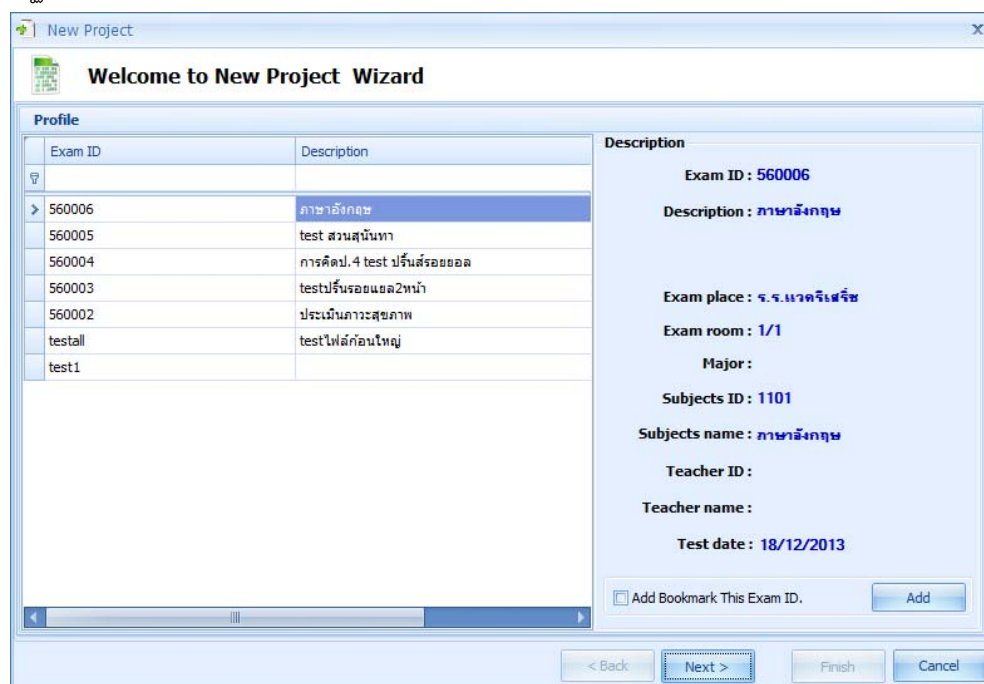 New Project
Welcome to New Project Wizard
Profile
Exam ID Description
560006 ภาษาอังกฤษ
560005 test สวนสุนันทา
560004 การคิดป.4 test ปริ้นส์รอยยอล
560003 testปริ้นรอยแยล2หน้า
560002 ประเมินภาวะสุขภาพ
testall testไฟล์ก้อนใหญ่
test1
Description
Exam ID : 560006
Description : ภาษาอังกฤษ
Exam place : ร.ร.แวดรีเสริ์ช
Exam room : 1/1
Major :
Subjects ID : 1101
Subjects name : ภาษาอังกฤษ
Teacher ID :
Teacher name :
Test date : 18/12/2013
Add Bookmark This Exam ID. Add
< Back Next > Finish Cancel